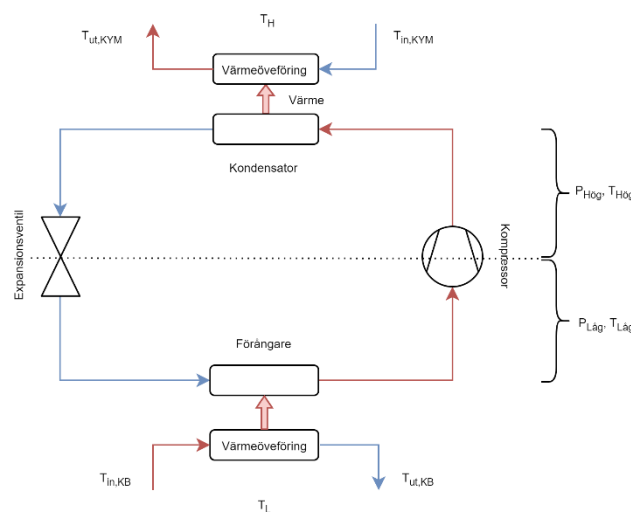 T_H
T_ut,KYM
T_in,KYM
Värmeöveföring
Värme
Kondensator
P_Hög, T_Hög
Expansionsventil
Kompressor
P_Låg, T_Låg
Förångare
Värmeöveföring
T_in,KB
T_ut,KB
T_L